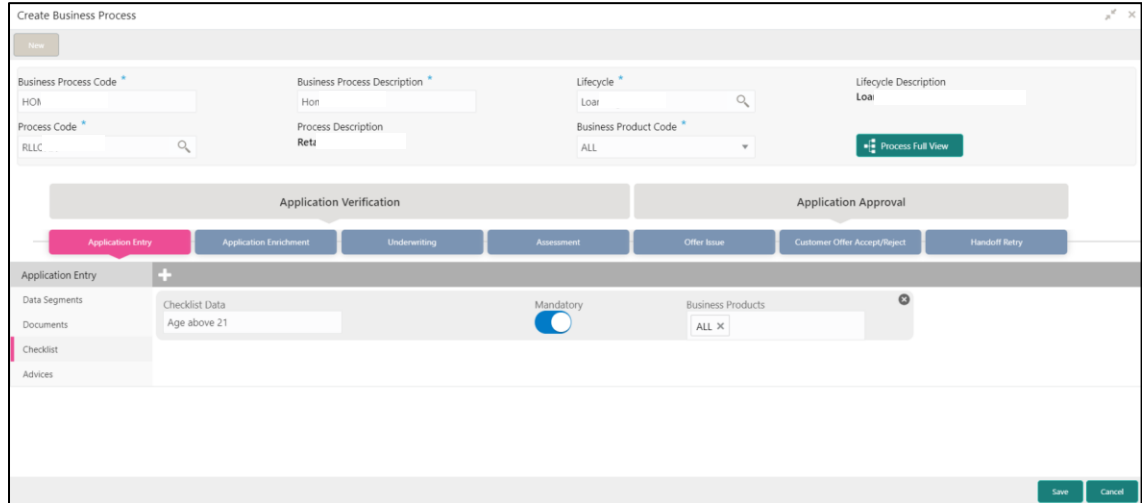 Create Business Process
New
Business Process Code * Business Process Description * Lifecycle * Lifecycle Description
HOM Hon Loar Loai
Process Code * Process Description Business Product Code *
RLLC Reta ALL Process Full View
Application Verification Application Approval
Application Entry Application Enrichment Underwriting Assessment Offer Issue Customer Offer Accept/Reject Handoff Retry
Application Entry
Data Segments Checklist Data Mandatory Business Products
Documents Age above 21 ALL
Checklist
Advices
Save Cancel